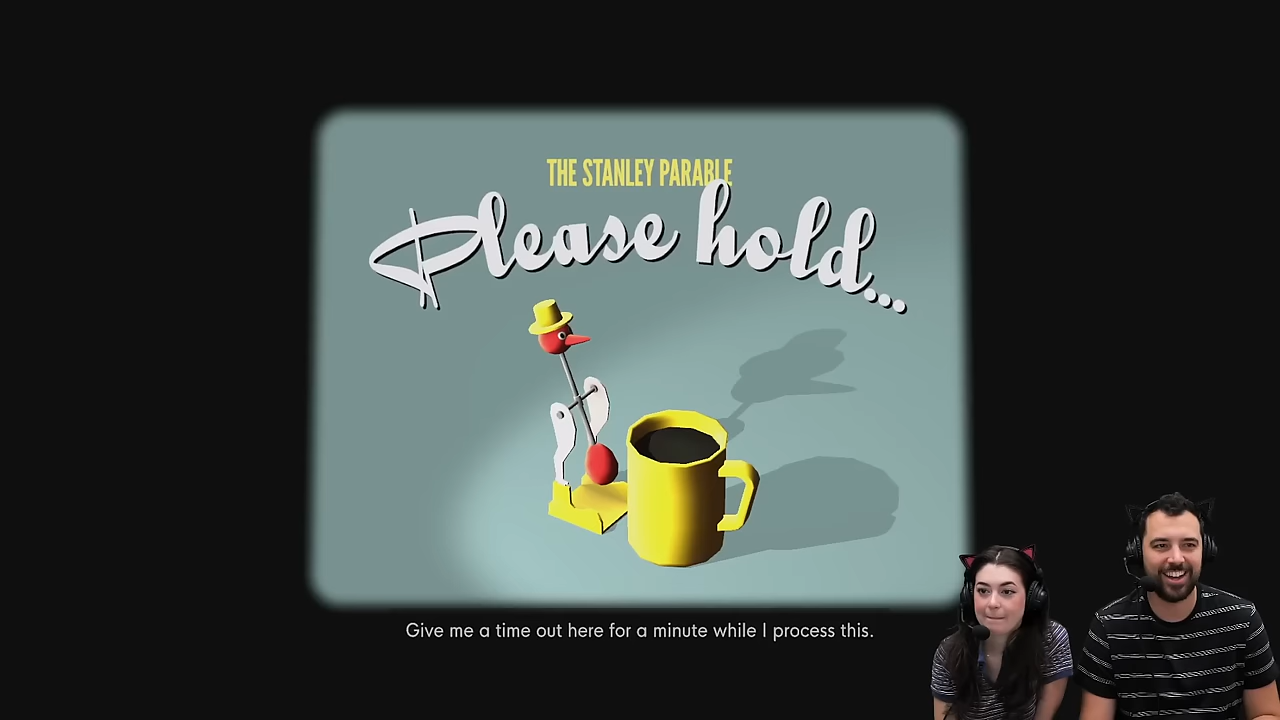 THE STANLEY PARABLE
Please hold...
Give me a time out here for a minute while I process this.